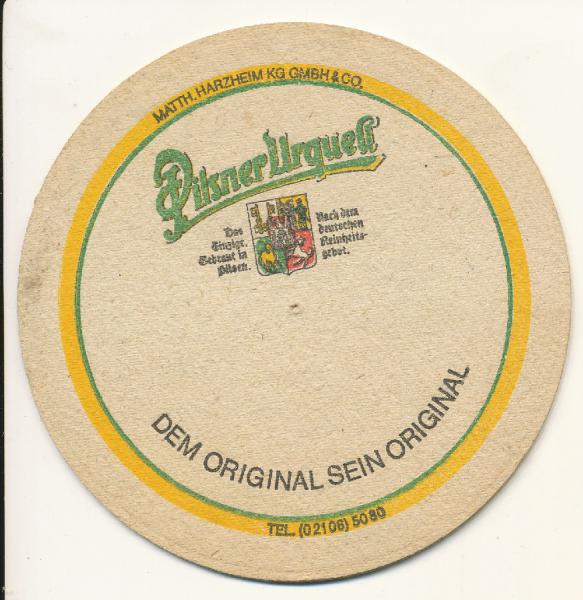 MATTH. HARZHEIM KG GMBH & CO.
Pilsner Urquell
Das
Einzige.
Gebraut in
Pilsen.
Nach dem
deutschen
Reinheits-
gebot.
DEM ORIGINAL SEIN ORIGINAL
TEL. (02106) 5080